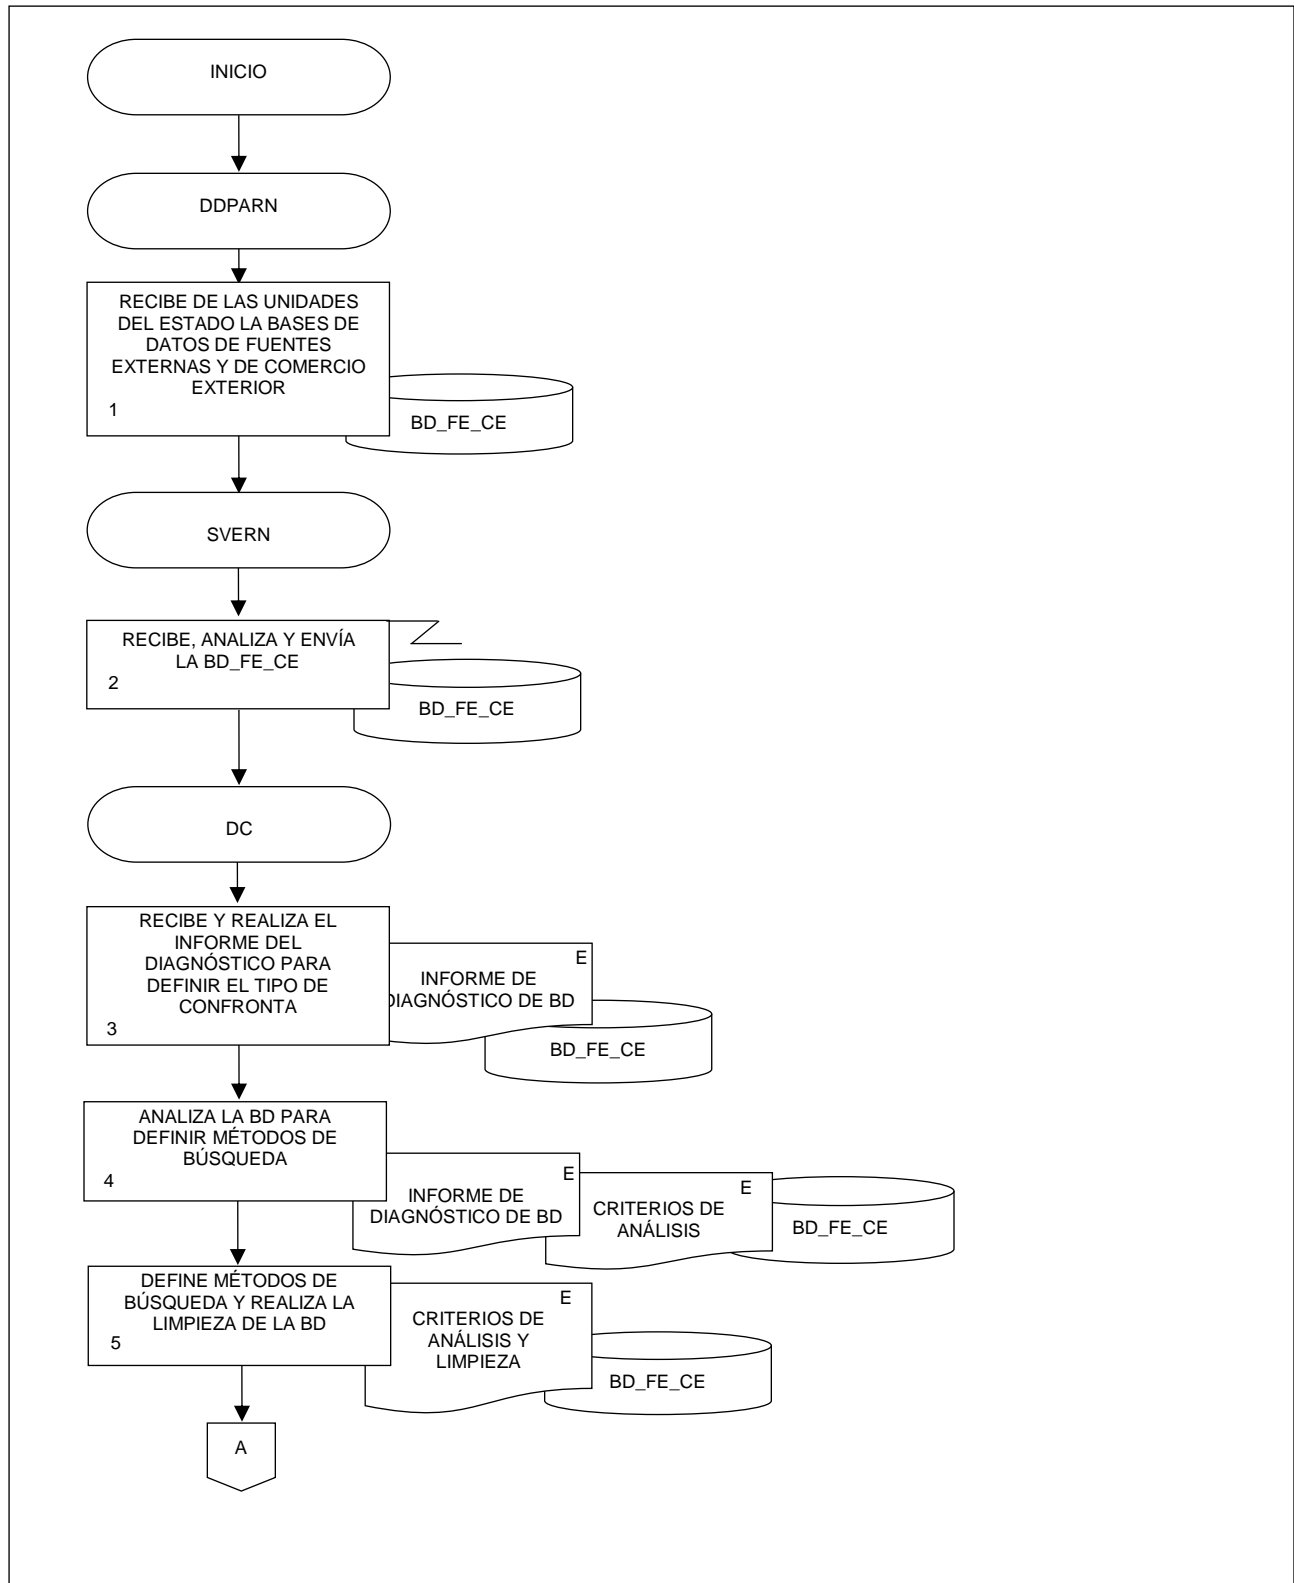 INICIO
DDPARN
RECIBE DE LAS UNIDADES
DEL ESTADO LA BASES DE
DATOS DE FUENTES
EXTERNAS Y DE COMERCIO
EXTERIOR
1
BD_FE_CE
SVERN
RECIBE, ANALIZA Y ENVÍA
LA BD_FE_CE
2
BD_FE_CE
DC
RECIBE Y REALIZA EL
INFORME DEL
DIAGNÓSTICO PARA
DEFINIR EL TIPO DE
CONFRONTA
3
E
INFORME DE
DIAGNÓSTICO DE BD
BD_FE_CE
ANALIZA LA BD PARA
DEFINIR MÉTODOS DE
BÚSQUEDA
4
E
INFORME DE
DIAGNÓSTICO DE BD
E
CRITERIOS DE
ANÁLISIS
BD_FE_CE
DEFINE MÉTODOS DE
BÚSQUEDA Y REALIZA LA
LIMPIEZA DE LA BD
5
E
CRITERIOS DE
ANÁLISIS Y
LIMPIEZA
BD_FE_CE
A